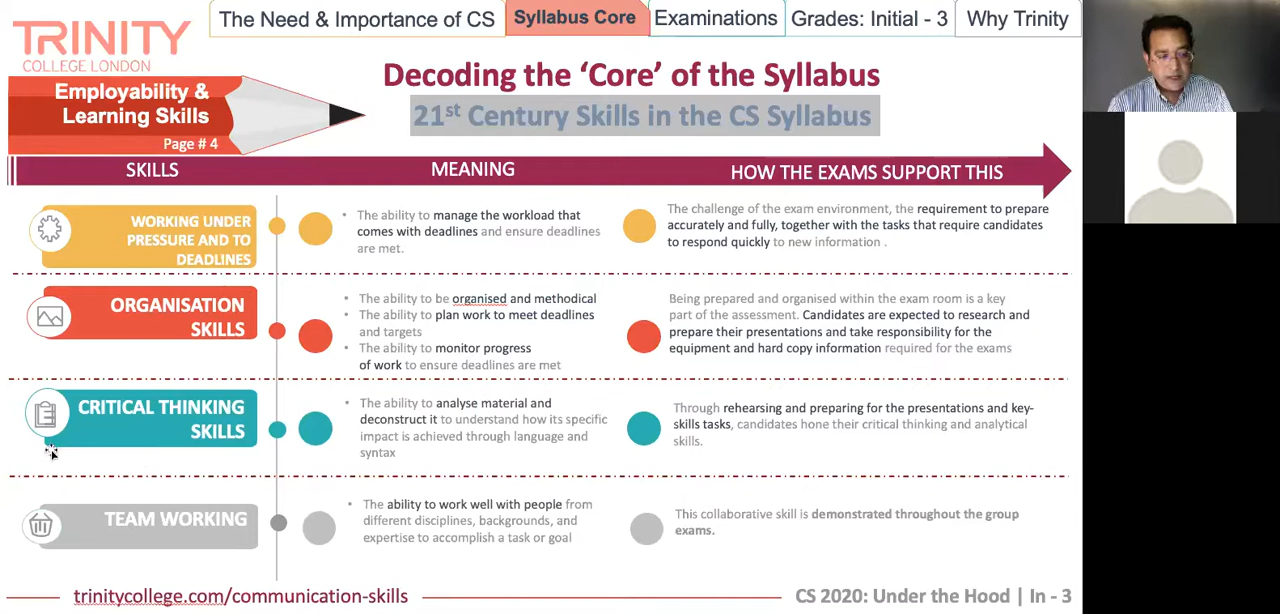 The Need & Importance of CS
Syllabus Core
Examinations
Grades: Initial - 3
Why Trinity
TRINITY
COLLEGE LONDON
Employability &
Learning Skills
Page # 4
Decoding the ‘Core’ of the Syllabus
21st Century Skills in the CS Syllabus
SKILLS
MEANING
HOW THE EXAMS SUPPORT THIS
WORKING UNDER
PRESSURE AND TO
DEADLINES
• The ability to manage the workload that
comes with deadlines and ensure deadlines
are met.
The challenge of the exam environment, the requirement to prepare
accurately and fully, together with the tasks that require candidates
to respond quickly to new information .
ORGANISATION
SKILLS
• The ability to be organised and methodical
• The ability to plan work to meet deadlines
and targets
• The ability to monitor progress
of work to ensure deadlines are met
Being prepared and organised within the exam room is a key
part of the assessment. Candidates are expected to research and
prepare their presentations and take responsibility for the
equipment and hard copy information required for the exams
CRITICAL THINKING
SKILLS
• The ability to analyse material and
deconstruct it to understand how its specific
impact is achieved through language and
syntax
Through rehearsing and preparing for the presentations and key-
skills tasks, candidates hone their critical thinking and analytical
skills.
TEAM WORKING
• The ability to work well with people from
different disciplines, backgrounds, and
expertise to accomplish a task or goal
This collaborative skill is demonstrated throughout the group
exams.
trinitycollege.com/communication-skills
CS 2020: Under the Hood | In - 3